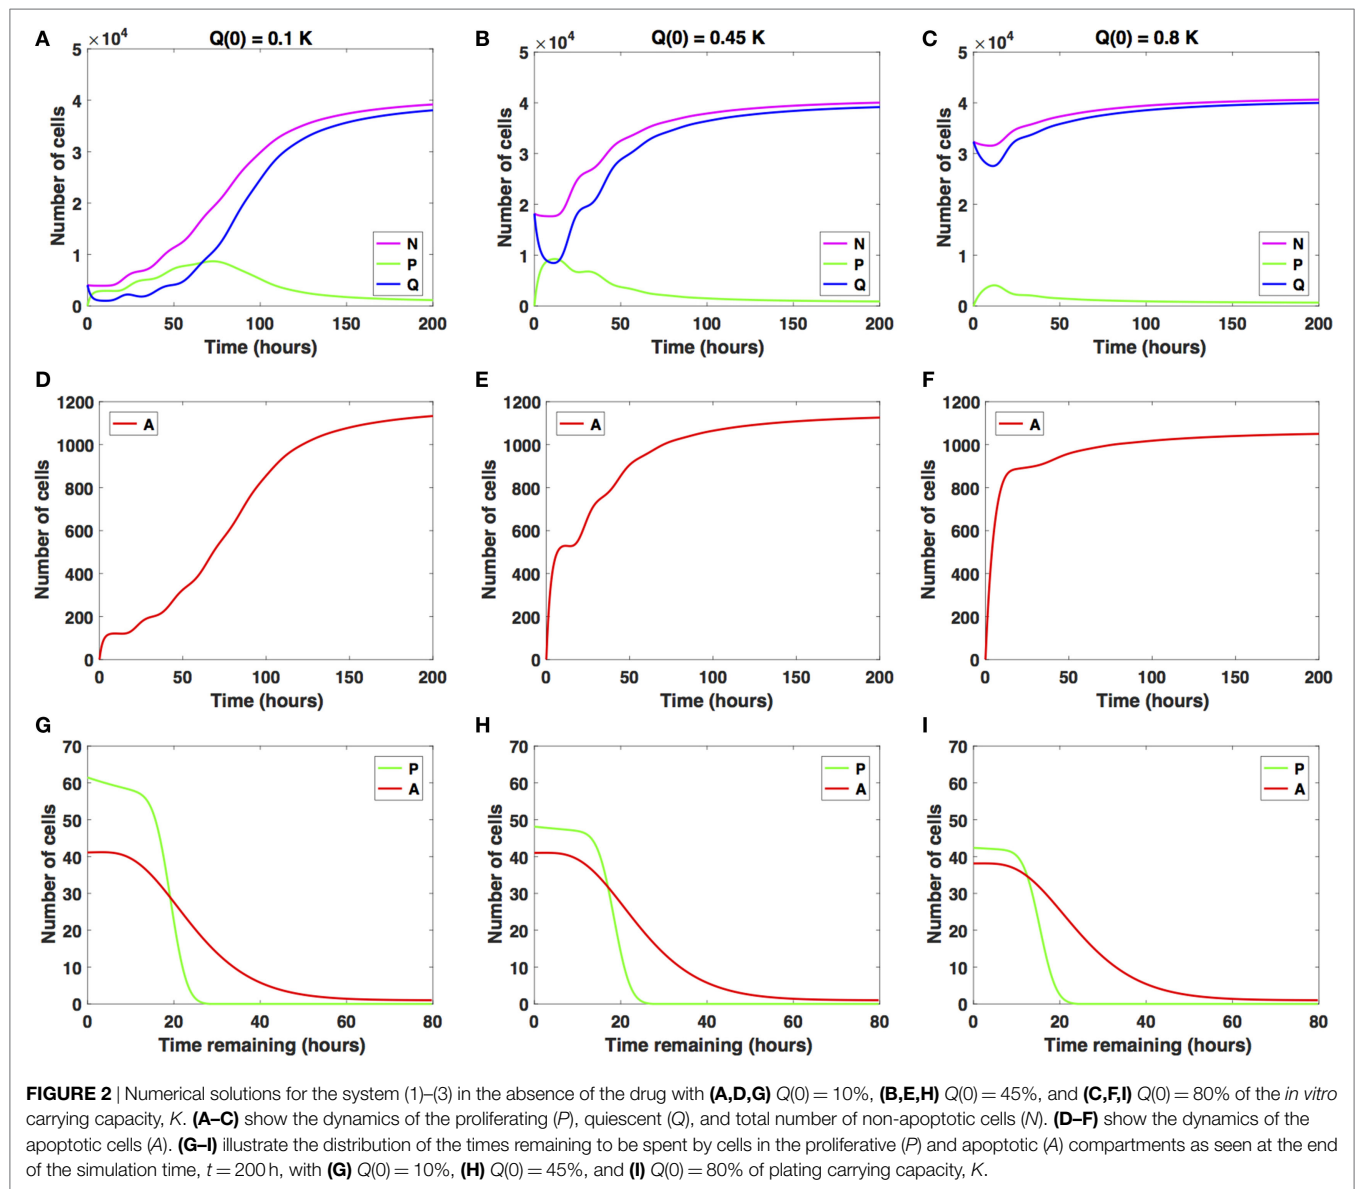 A
Q(0) = 0.1 K
×10⁴
5
4
3
2
1
0
Number of cells
N
P
Q
0 50 100 150 200
Time (hours)
B
Q(0) = 0.45 K
×10⁴
5
4
3
2
1
0
Number of cells
N
P
Q
0 50 100 150 200
Time (hours)
C
Q(0) = 0.8 K
×10⁴
5
4
3
2
1
0
Number of cells
N
P
Q
0 50 100 150 200
Time (hours)
D
1200
1000
800
600
400
200
0
Number of cells
A
0 50 100 150 200
Time (hours)
E
1200
1000
800
600
400
200
0
Number of cells
A
0 50 100 150 200
Time (hours)
F
1200
1000
800
600
400
200
0
Number of cells
A
0 50 100 150 200
Time (hours)
G
70
60
50
40
30
20
10
0
Number of cells
P
A
0 20 40 60 80
Time remaining (hours)
H
70
60
50
40
30
20
10
0
Number of cells
P
A
0 20 40 60 80
Time remaining (hours)
I
70
60
50
40
30
20
10
0
Number of cells
P
A
0 20 40 60 80
Time remaining (hours)
FIGURE 2 | Numerical solutions for the system (1)–(3) in the absence of the drug with (A,D,G) Q(0) = 10%, (B,E,H) Q(0) = 45%, and (C,F,I) Q(0) = 80% of the in vitro
carrying capacity, K. (A–C) show the dynamics of the proliferating (P), quiescent (Q), and total number of non-apoptotic cells (N). (D–F) show the dynamics of the
apoptotic cells (A). (G–I) illustrate the distribution of the times remaining to be spent by cells in the proliferative (P) and apoptotic (A) compartments as seen at the end
of the simulation time, t = 200 h, with (G) Q(0) = 10%, (H) Q(0) = 45%, and (I) Q(0) = 80% of plating carrying capacity, K.